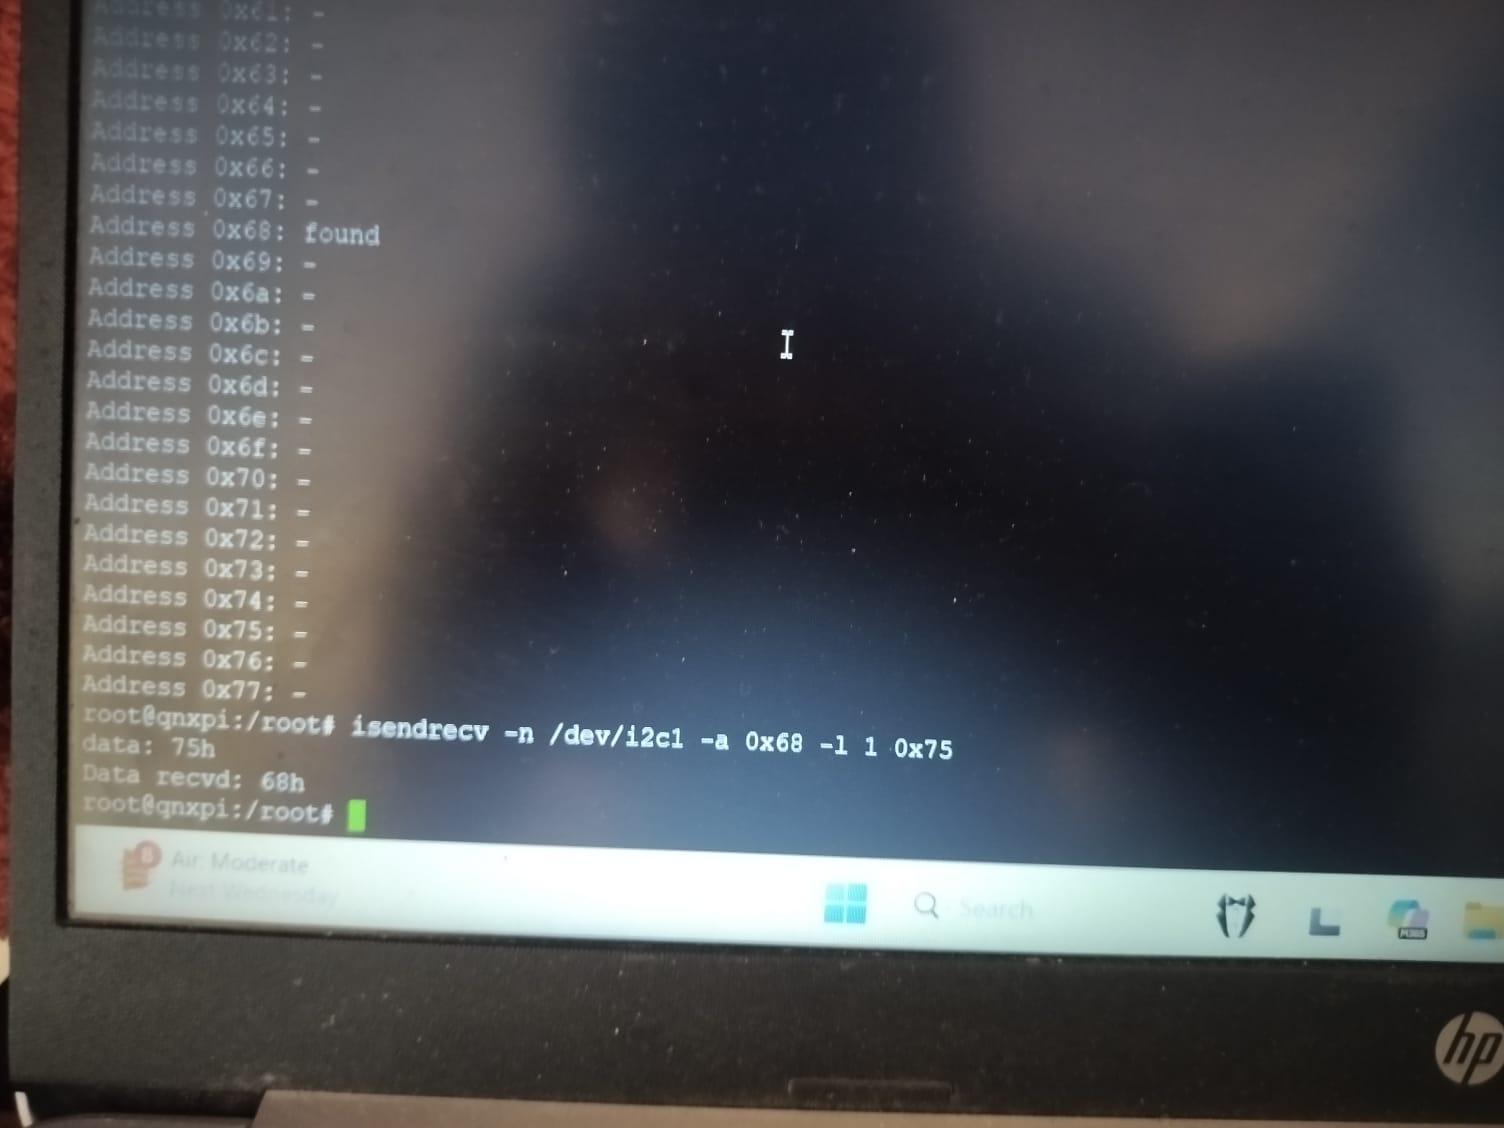 Address 0x61: -
Address 0x62: -
Address 0x63: -
Address 0x64: -
Address 0x65: -
Address 0x66: -
Address 0x67: -
Address 0x68: found
Address 0x69: -
Address 0x6a: -
Address 0x6b: -
Address 0x6c: -
Address 0x6d: -
Address 0x6e: -
Address 0x6f: -
Address 0x70: -
Address 0x71: -
Address 0x72: -
Address 0x73: -
Address 0x74: -
Address 0x75: -
Address 0x76: -
Address 0x77: -
root@qnxpi:/root# isendrecv -n /dev/i2c1 -a 0x68 -l 1 0x75
data: 75h
Data recvd: 68h
root@qnxpi:/root#
8
Air: Moderate
Next Wednesday
Search
M365
hp